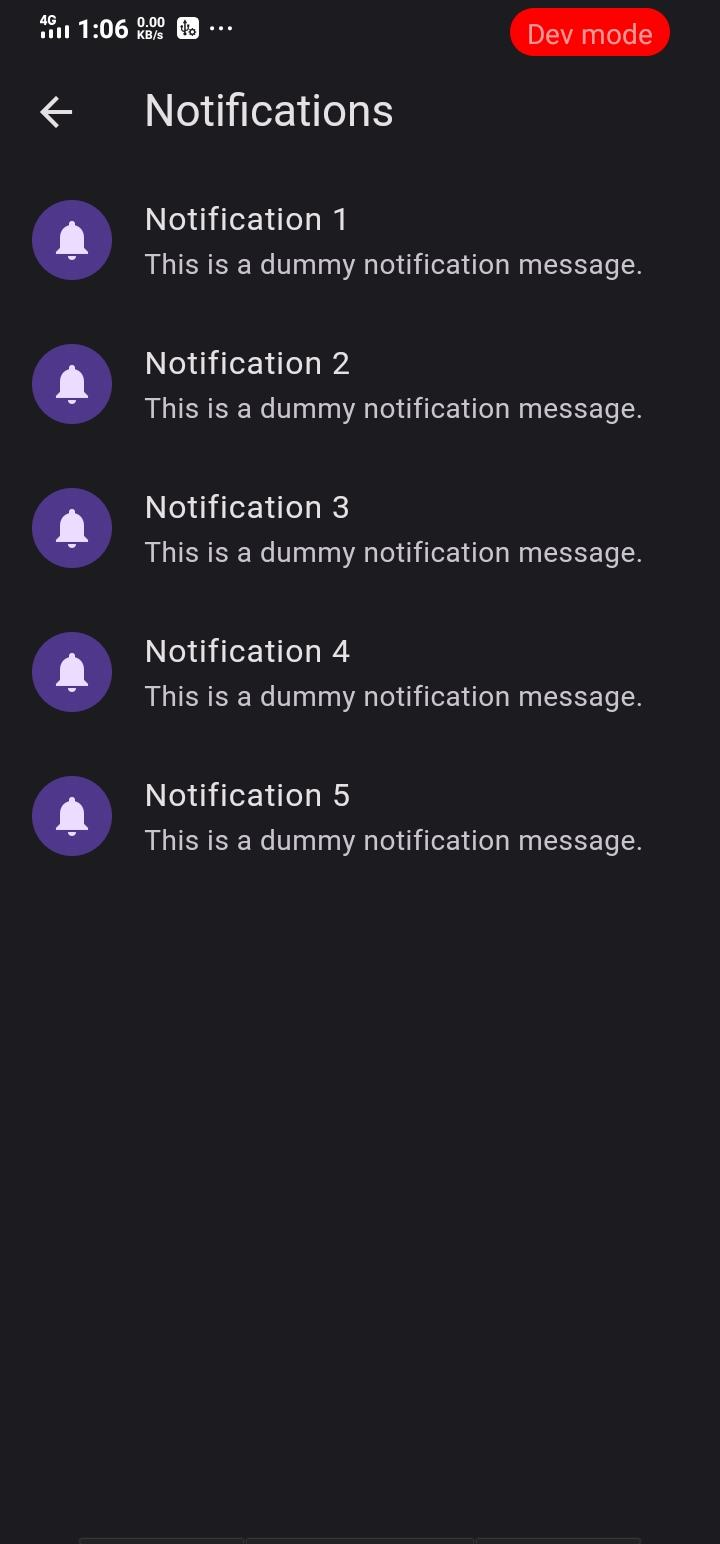 4G 1:06 0.00 KB/s ... Dev mode
Notifications
Notification 1
This is a dummy notification message.
Notification 2
This is a dummy notification message.
Notification 3
This is a dummy notification message.
Notification 4
This is a dummy notification message.
Notification 5
This is a dummy notification message.